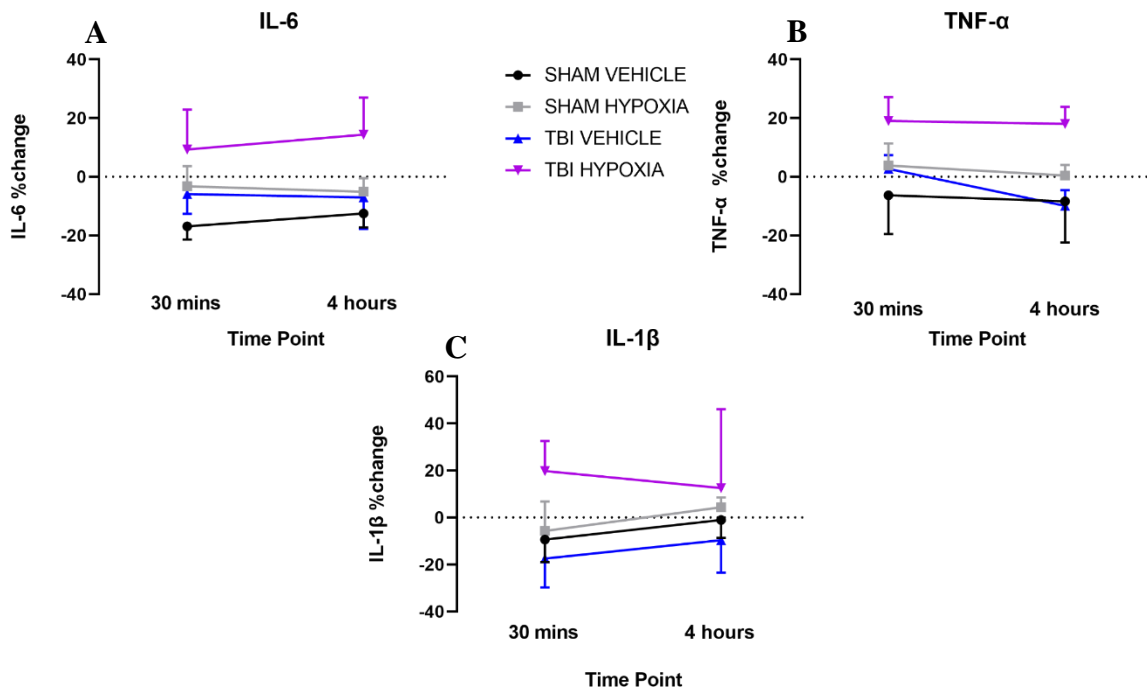 A
IL-6
IL-6 %change
40
20
0
-20
-40
30 mins
4 hours
Time Point
SHAM VEHICLE
SHAM HYPOXIA
TBI VEHICLE
TBI HYPOXIA
B
TNF-α
TNF-α %change
40
20
0
-20
-40
30 mins
4 hours
Time Point
C
IL-1β
IL-1β %change
60
40
20
0
-20
-40
30 mins
4 hours
Time Point